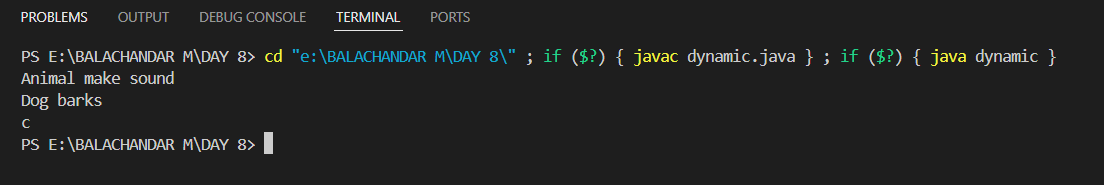 PROBLEMS OUTPUT DEBUG CONSOLE TERMINAL PORTS
PS E:\BALACHANDAR M\DAY 8> cd "e:\BALACHANDAR M\DAY 8\" ; if ($?) { javac dynamic.java } ; if ($?) { java dynamic }
Animal make sound
Dog barks
c
PS E:\BALACHANDAR M\DAY 8>